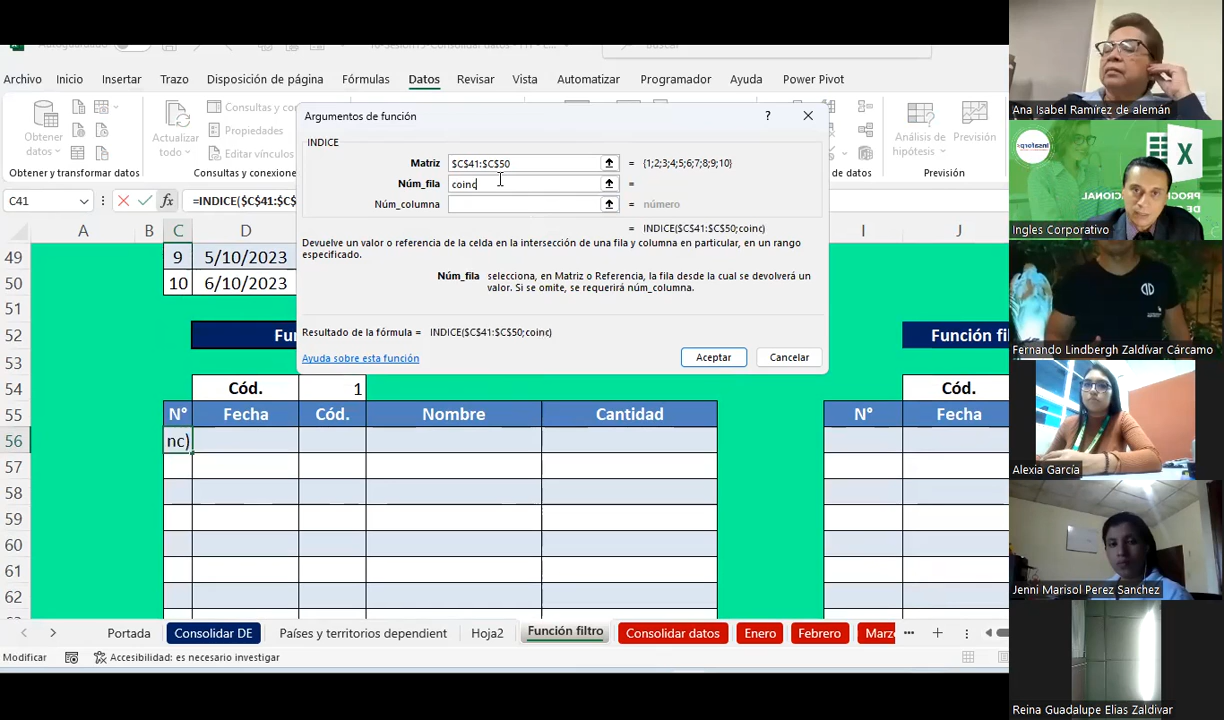 Archivo Inicio Insertar Trazo Disposición de página Fórmulas Datos Revisar Vista Automatizar Programador Ayuda Power Pivot
Obtener datos
Consultas y co
Propiedades
Actualizar todo
Análisis de hipótesis
Previsión
Obtener y transformar datos
Consultas y conexiones
Previsión
C41
=INDICE($C$41:$C$
Argumentos de función
?
INDICE
Matriz $C$41:$C$50 = {1;2;3;4;5;6;7;8;9;10}
Núm_fila coinc =
Núm_columna = número
= INDICE($C$41:$C$50;coinc)
Devuelve un valor o referencia de la celda en la intersección de una fila y columna en particular, en un rango
especificado.
Núm_fila selecciona, en Matriz o Referencia, la fila desde la cual se devolverá un
valor. Si se omite, se requerirá núm_columna.
Resultado de la fórmula = INDICE($C$41:$C$50;coinc)
Ayuda sobre esta función
Aceptar Cancelar
A B C D I J
49 9 5/10/2023
50 10 6/10/2023
51
52 Fu Función fi
53
54 Cód. 1 Cód.
55 N° Fecha Cód. Nombre Cantidad N° Fecha
56 nc)
57
58
59
60
61
62
Portada Consolidar DE Países y territorios dependient Hoja2 Función filtro Consolidar datos Enero Febrero Marz
Modificar Accesibilidad: es necesario investigar
Ana Isabel Ramírez de alemán
insaforp
Ingles Corporativo
Fernando Lindbergh Zaldívar Cárcamo
Alexia García
Jenni Marisol Perez Sanchez
Reina Guadalupe Elias Zaldivar